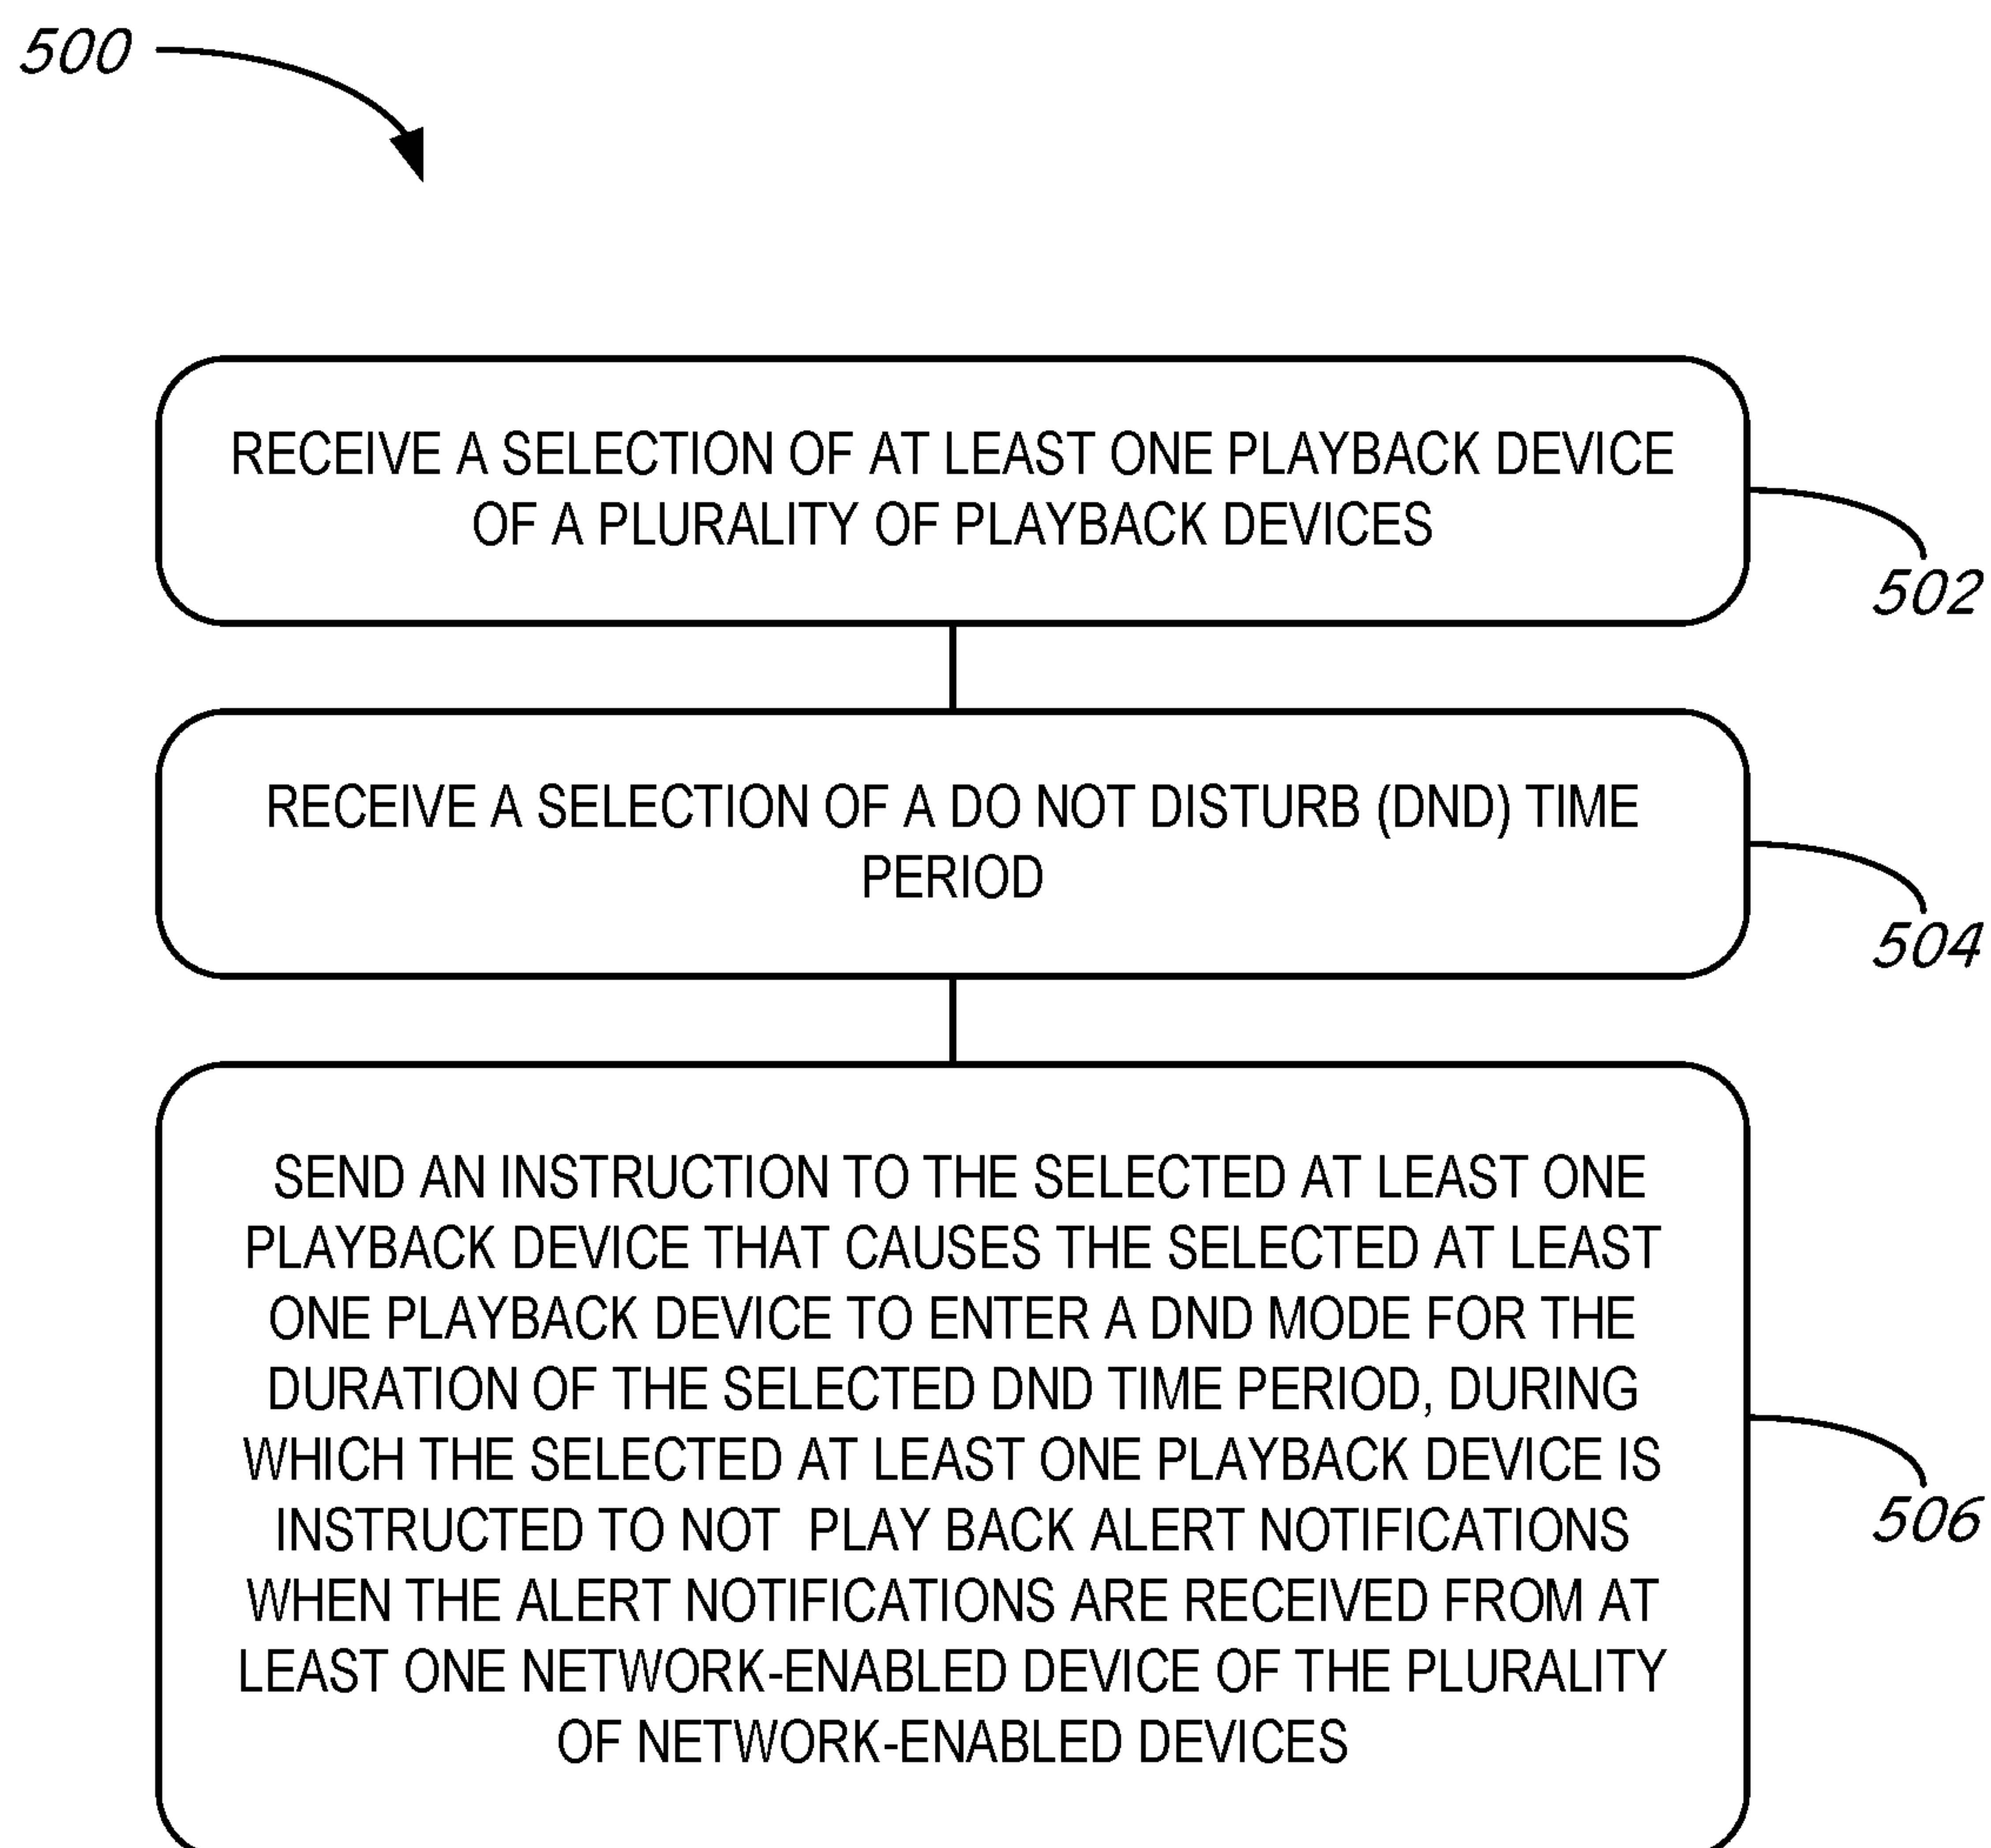 500
RECEIVE A SELECTION OF AT LEAST ONE PLAYBACK DEVICE
OF A PLURALITY OF PLAYBACK DEVICES
502
RECEIVE A SELECTION OF A DO NOT DISTURB (DND) TIME
PERIOD
504
SEND AN INSTRUCTION TO THE SELECTED AT LEAST ONE
PLAYBACK DEVICE THAT CAUSES THE SELECTED AT LEAST
ONE PLAYBACK DEVICE TO ENTER A DND MODE FOR THE
DURATION OF THE SELECTED DND TIME PERIOD, DURING
WHICH THE SELECTED AT LEAST ONE PLAYBACK DEVICE IS
INSTRUCTED TO NOT  PLAY BACK ALERT NOTIFICATIONS
WHEN THE ALERT NOTIFICATIONS ARE RECEIVED FROM AT
LEAST ONE NETWORK-ENABLED DEVICE OF THE PLURALITY
OF NETWORK-ENABLED DEVICES
506